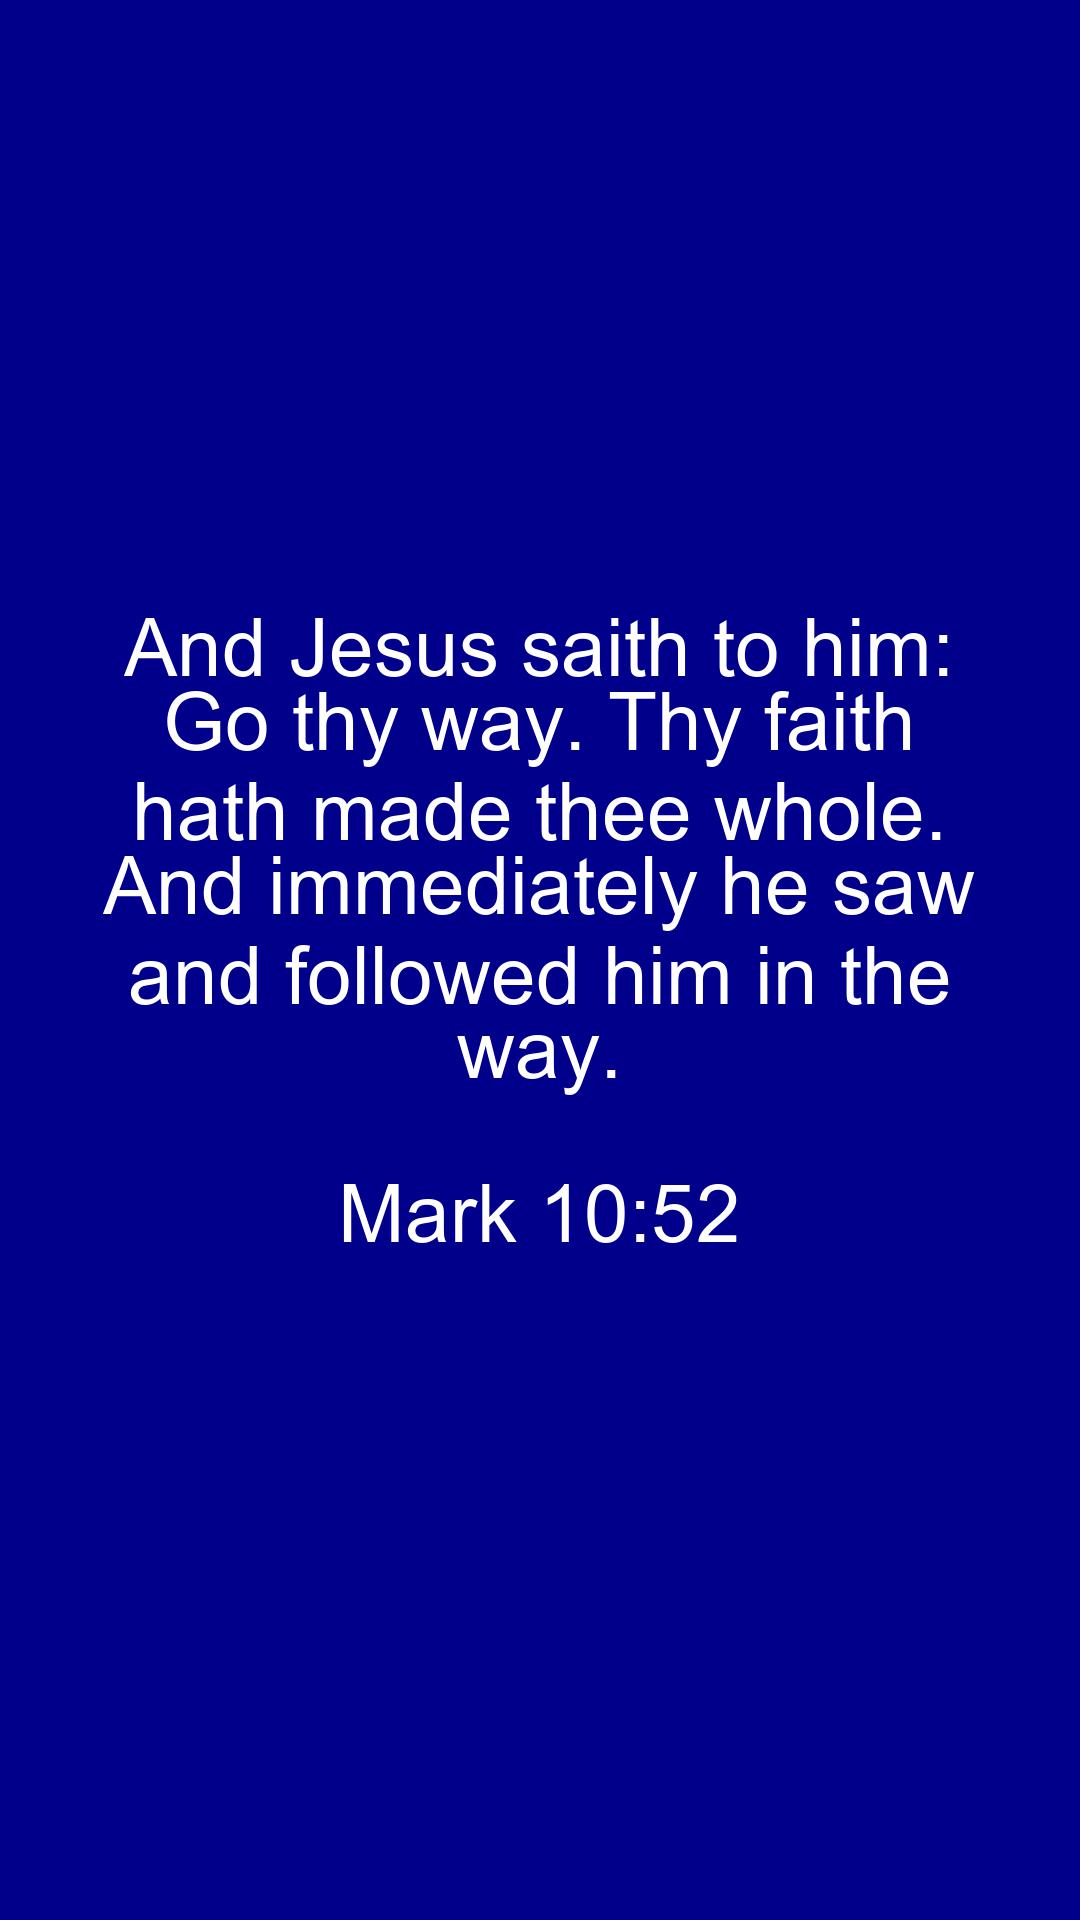 And Jesus saith to him:
Go thy way. Thy faith
hath made thee whole.
And immediately he saw
and followed him in the
way.
Mark 10:52